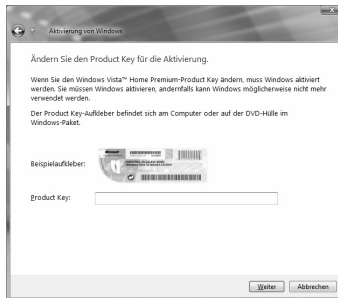 Aktivierung von Windows
Ändern Sie den Product Key für die Aktivierung.
Wenn Sie den Windows Vista™ Home Premium-Product Key ändern, muss Windows aktiviert
werden. Sie müssen Windows aktivieren, andernfalls kann Windows möglicherweise nicht mehr
verwendet werden.
Der Product Key-Aufkleber befindet sich am Computer oder auf der DVD-Hülle im
Windows-Paket.
Beispielaufkleber:
Product Key:
Weiter
Abbrechen